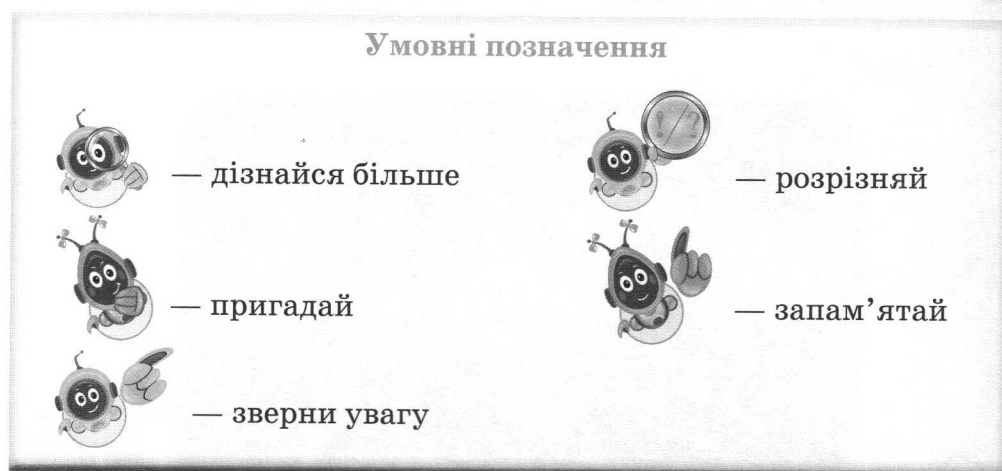 Умовні позначення
— дізнайся більше
— розрізняй
— пригадай
— запам’ятай
— зверни увагу